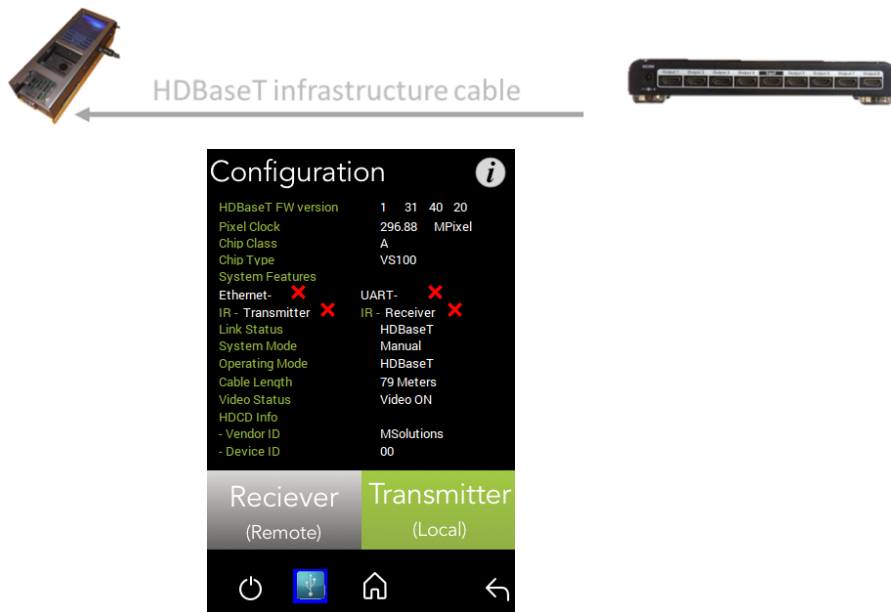 HDBaseT infrastructure cable
Configuration i
HDBaseT FW version 1 31 40 20
Pixel Clock 296.88 MPixel
Chip Class A
Chip Type VS100
System Features
Ethernet- UART-
IR - Transmitter IR - Receiver
Link Status HDBaseT
System Mode Manual
Operating Mode HDBaseT
Cable Length 79 Meters
Video Status Video ON
HDCD Info
- Vendor ID MSolutions
- Device ID 00
Reciever Transmitter
(Remote) (Local)